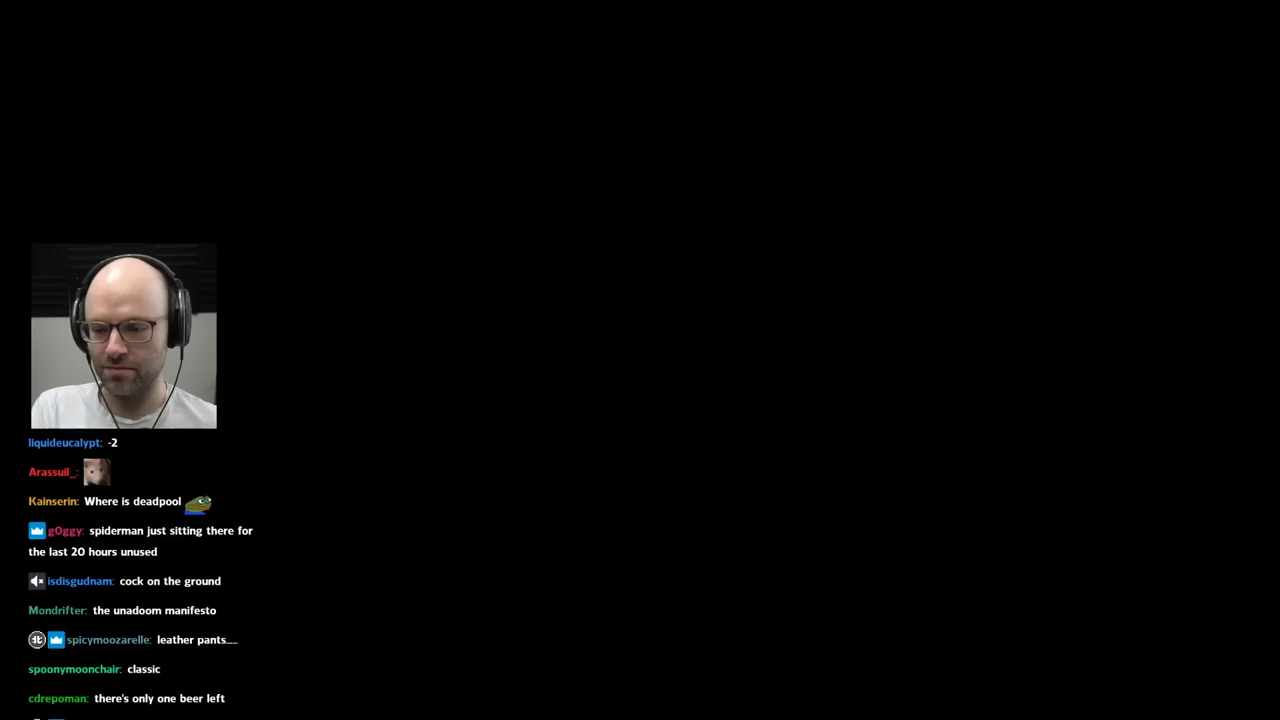 liquideucalypt: -2
Arassuil_:
Kainserin: Where is deadpool
g0ggy: spiderman just sitting there for
the last 20 hours unused
isdisgudnam: cock on the ground
Mondrifter: the unadoom manifesto
spicymoozarelle: leather pants.....
spoonymoonchair: classic
cdrepoman: there's only one beer left